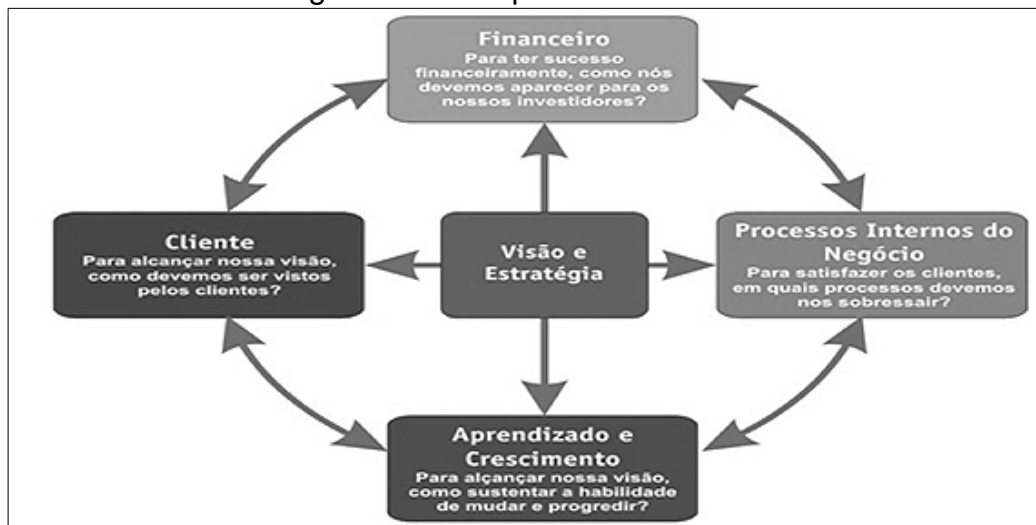 Financeiro
Para ter sucesso
financeiramente, como nós
devemos aparecer para os
nossos investidores?
Cliente
Para alcançar nossa visão,
como devemos ser vistos
pelos clientes?
Visão e
Estratégia
Processos Internos do
Negócio
Para satisfazer os clientes,
em quais processos devemos
nos sobressair?
Aprendizado e
Crescimento
Para alçançar nossa visão,
como sustentar a habilidade
de mudar e progredir?